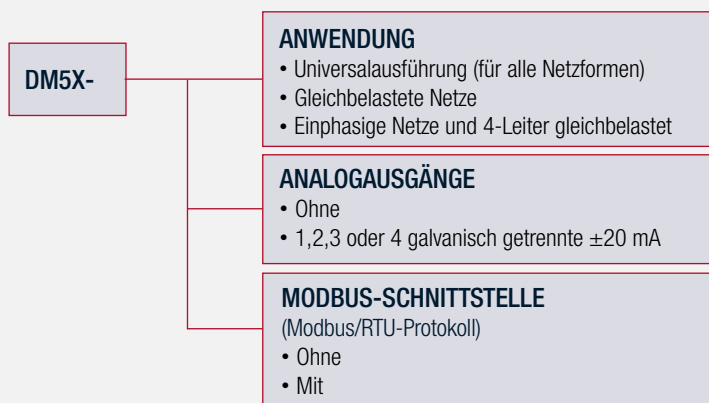 DM5X-
ANWENDUNG
• Universalausführung (für alle Netzformen)
• Gleichbelastete Netze
• Einphasige Netze und 4-Leiter gleichbelastet
ANALOGAUSGÄNGE
• Ohne
• 1,2,3 oder 4 galvanisch getrennte ±20 mA
MODBUS-SCHNITTSTELLE
(Modbus/RTU-Protokoll)
• Ohne
• Mit